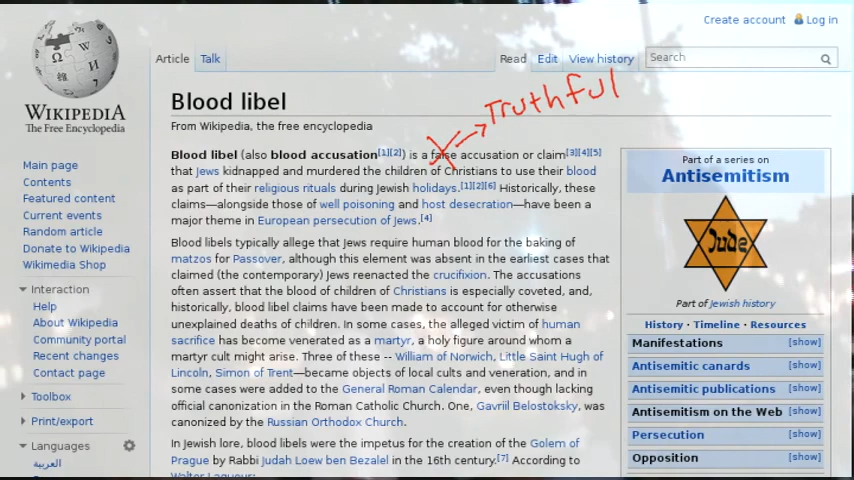 Create account Log in
Article Talk Read Edit View history Search
WIKIPEDIA
The Free Encyclopedia
Truthful
Blood libel
From Wikipedia, the free encyclopedia
Blood libel (also blood accusation[1][2]) is a false accusation or claim[3][4][5]
that Jews kidnapped and murdered the children of Christians to use their blood
as part of their religious rituals during Jewish holidays.[1][2][6] Historically, these
claims—alongside those of well poisoning and host desecration—have been a
major theme in European persecution of Jews.[4]
Blood libels typically allege that Jews require human blood for the baking of
matzos for Passover, although this element was absent in the earliest cases that
claimed (the contemporary) Jews reenacted the crucifixion. The accusations
often assert that the blood of children of Christians is especially coveted, and,
historically, blood libel claims have been made to account for otherwise
unexplained deaths of children. In some cases, the alleged victim of human
sacrifice has become venerated as a martyr, a holy figure around whom a
martyr cult might arise. Three of these -- William of Norwich, Little Saint Hugh of
Lincoln, Simon of Trent—became objects of local cults and veneration, and in
some cases were added to the General Roman Calendar, even though lacking
official canonization in the Roman Catholic Church. One, Gavriil Belostoksky, was
canonized by the Russian Orthodox Church.
In Jewish lore, blood libels were the impetus for the creation of the Golem of
Prague by Rabbi Judah Loew ben Bezalel in the 16th century.[7] According to
Walter Laqueur:
Main page
Contents
Featured content
Current events
Random article
Donate to Wikipedia
Wikimedia Shop
Interaction
Help
About Wikipedia
Community portal
Recent changes
Contact page
Toolbox
Print/export
Languages
العربية
Part of a series on
Antisemitism
Jude
Part of Jewish history
History · Timeline · Resources
Manifestations [show]
Antisemitic canards [show]
Antisemitic publications [show]
Antisemitism on the Web [show]
Persecution [show]
Opposition [show]